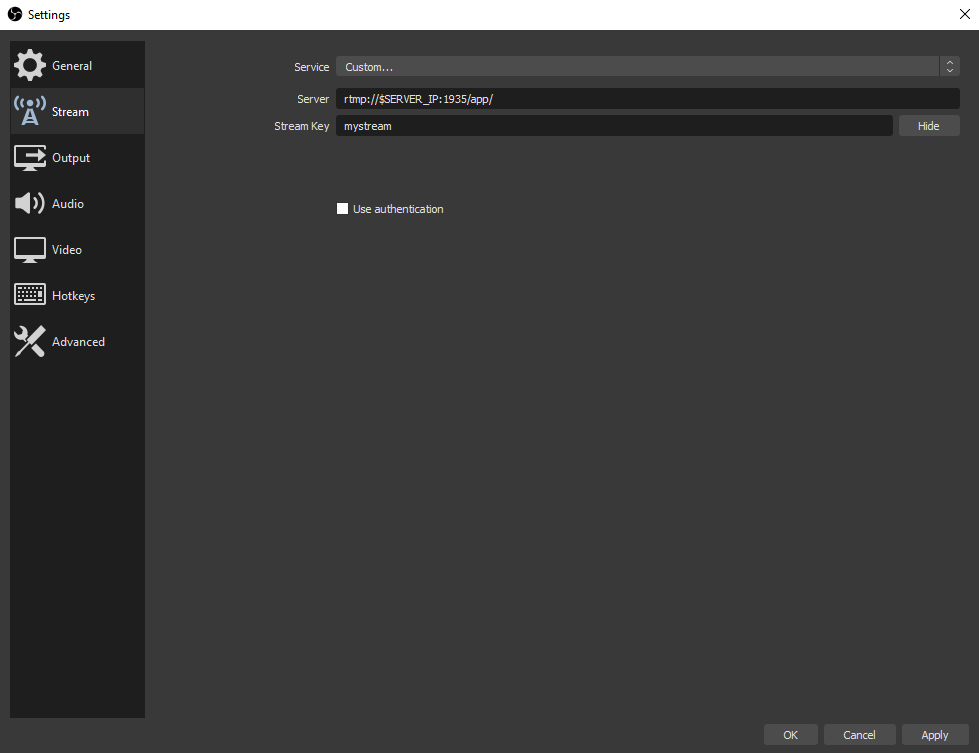 Settings
General
Stream
Output
Audio
Video
Hotkeys
Advanced
Service Custom...
Server rtmp://$SERVER_IP:1935/app/
Stream Key mystream Hide
Use authentication
OK Cancel Apply